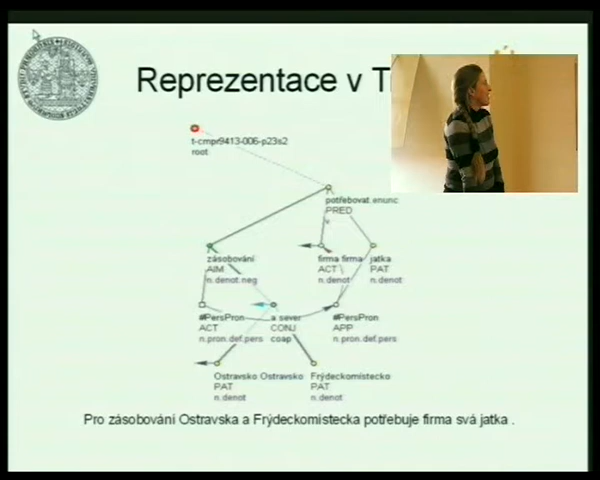 Reprezentace v T
t-cmpr9413-006-p23s2
root
potřebovat.enunc
PRED
v
zásobování
AIM
n.denot.neg
firma firma
ACT
n.denot
jatka
PAT
n.denot
#PersPron
ACT
n.pron.def.pers
a sever
CONJ
coap
#PersPron
APP
n.pron.def.pers
Ostravsko Ostravsko
PAT
n.denot
Frýdeckomístecko
PAT
n.denot
Pro zásobování Ostravska a Frýdeckomístecka potřebuje firma svá jatka .